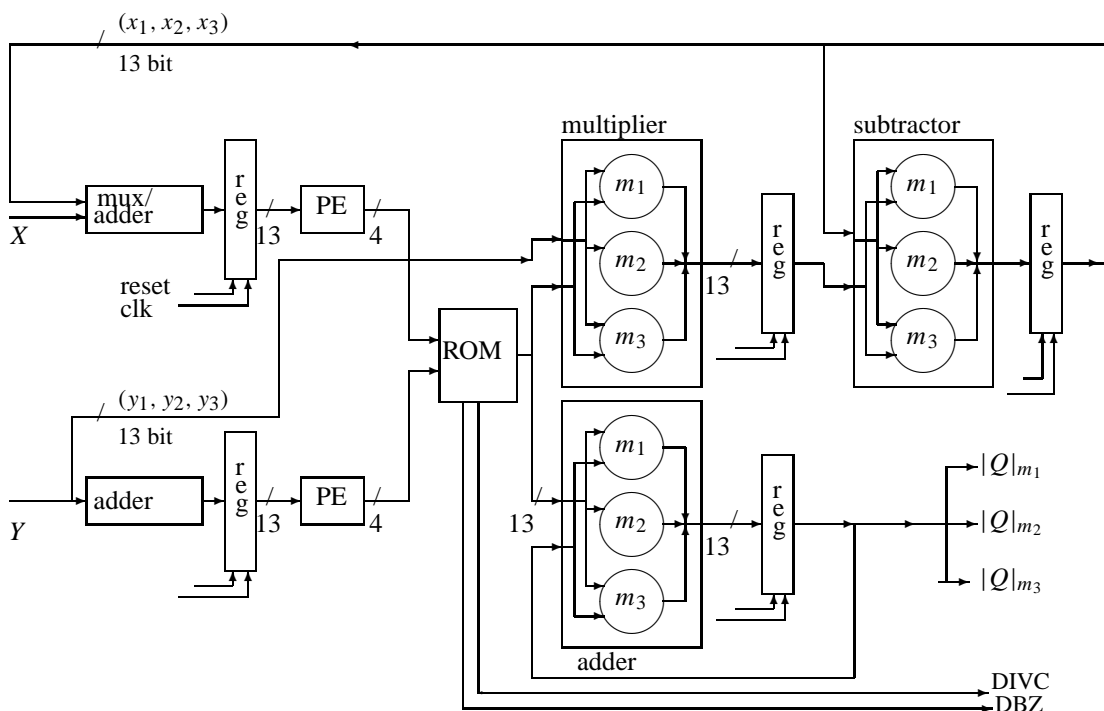 (x₁, x₂, x₃)
13 bit
multiplier
subtractor
m₁
m₂
m₃
m₁
m₂
m₃
mux/
adder
reg
13
PE
4
X
reset
clk
13
reg
reg
ROM
(y₁, y₂, y₃)
13 bit
adder
reg
13
PE
4
Y
13
m₁
m₂
m₃
13
reg
adder
|Q|ₘ₁
|Q|ₘ₂
|Q|ₘ₃
DIVC
DBZ